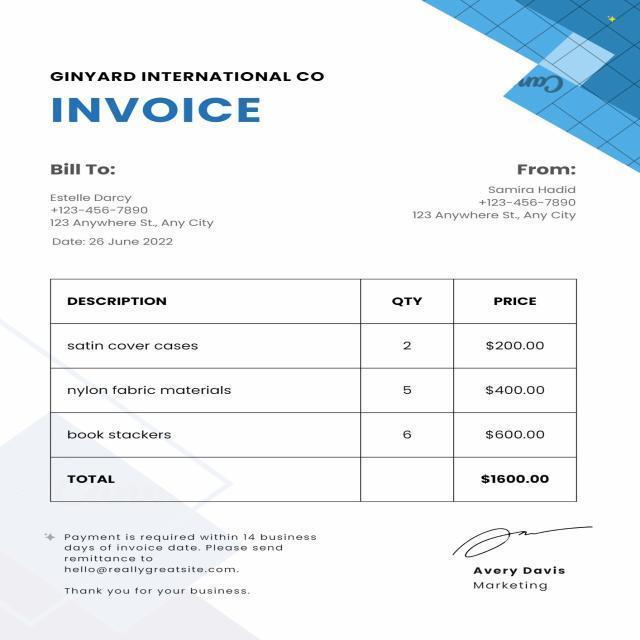 GINYARD INTERNATIONAL CO
INVOICE
Bill To:
Estelle Darcy
+123-456-7890
123 Anywhere St., Any City
Date: 26 June 2022
From:
Samira Hadid
+123-456-7890
123 Anywhere St., Any City
DESCRIPTION QTY PRICE
satin cover cases 2 $200.00
nylon fabric materials 5 $400.00
book stackers 6 $600.00
TOTAL $1600.00
Payment is required within 14 business
days of invoice date. Please send
remittance to
hello@reallygreatsite.com.
Thank you for your business.
Avery Davis
Marketing